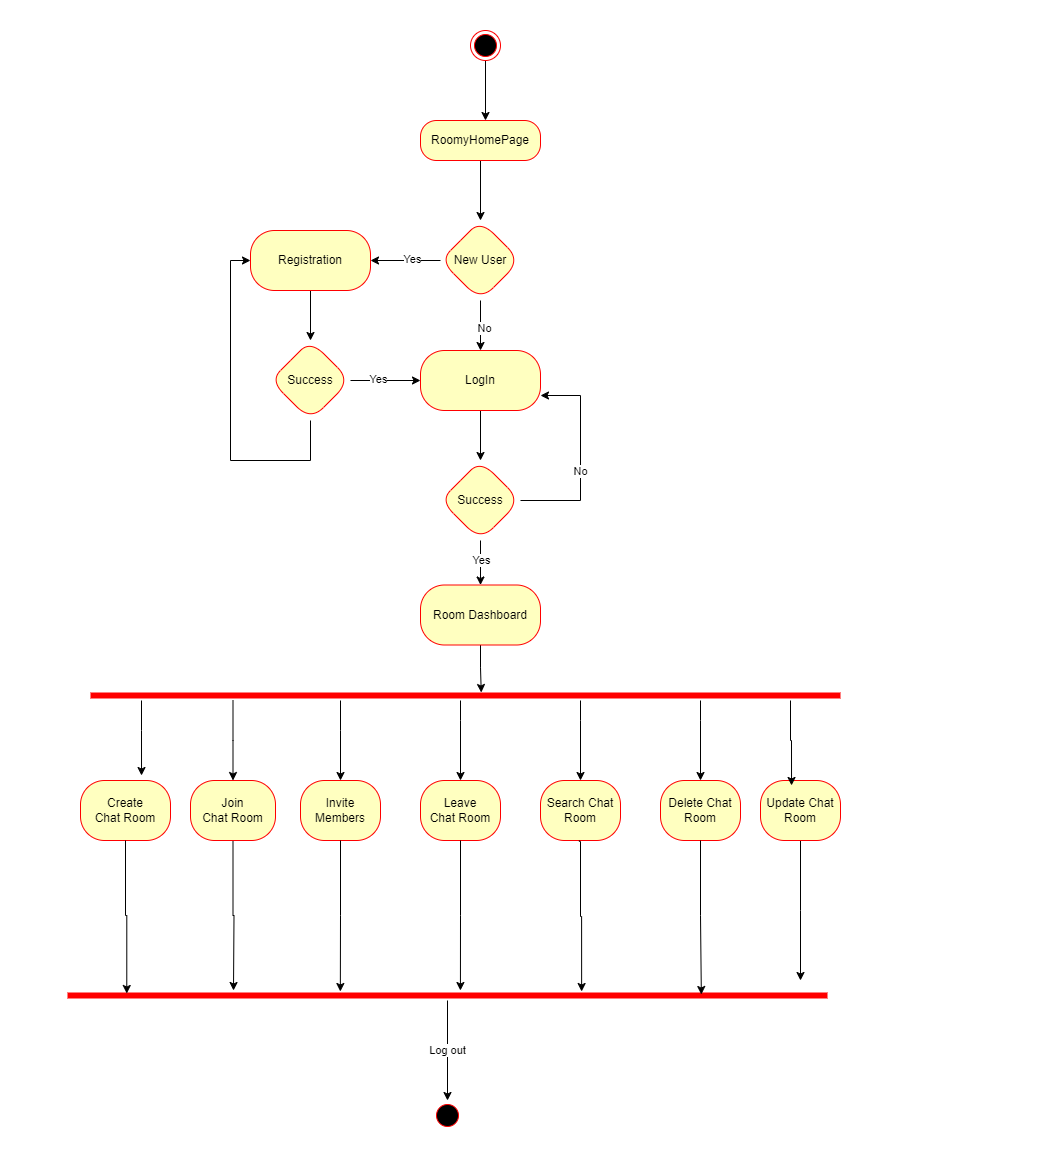 RoomyHomePage
Registration
Yes
New User
No
Success
Yes
LogIn
No
Success
Yes
Room Dashboard
Create
Chat Room
Join
Chat Room
Invite
Members
Leave
Chat Room
Search Chat
Room
Delete Chat
Room
Update Chat
Room
Log out